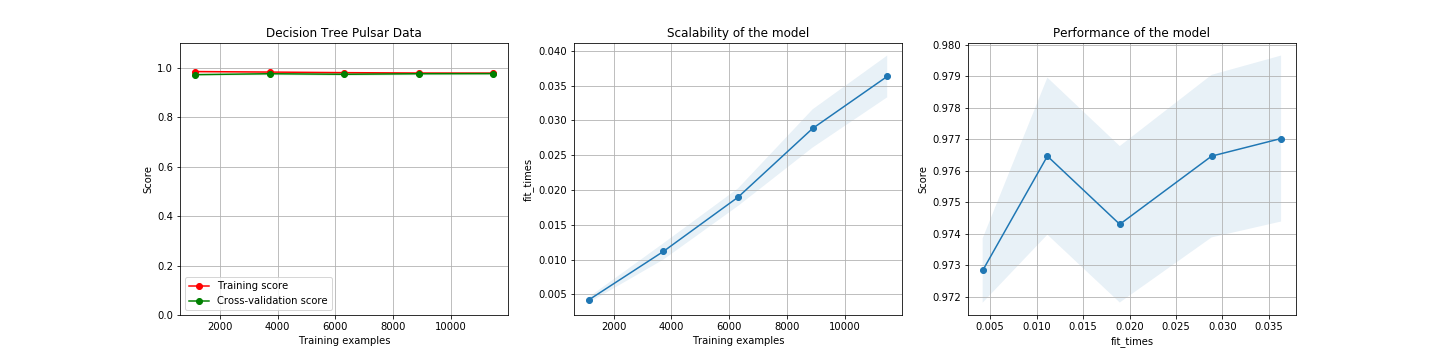 Decision Tree Pulsar Data
Score
1.0
0.8
0.6
0.4
0.2
0.0
Training score
Cross-validation score
2000 4000 6000 8000 10000
Training examples
Scalability of the model
fit_times
0.040
0.035
0.030
0.025
0.020
0.015
0.010
0.005
2000 4000 6000 8000 10000
Training examples
Performance of the model
Score
0.980
0.979
0.978
0.977
0.976
0.975
0.974
0.973
0.972
0.005 0.010 0.015 0.020 0.025 0.030 0.035
fit_times